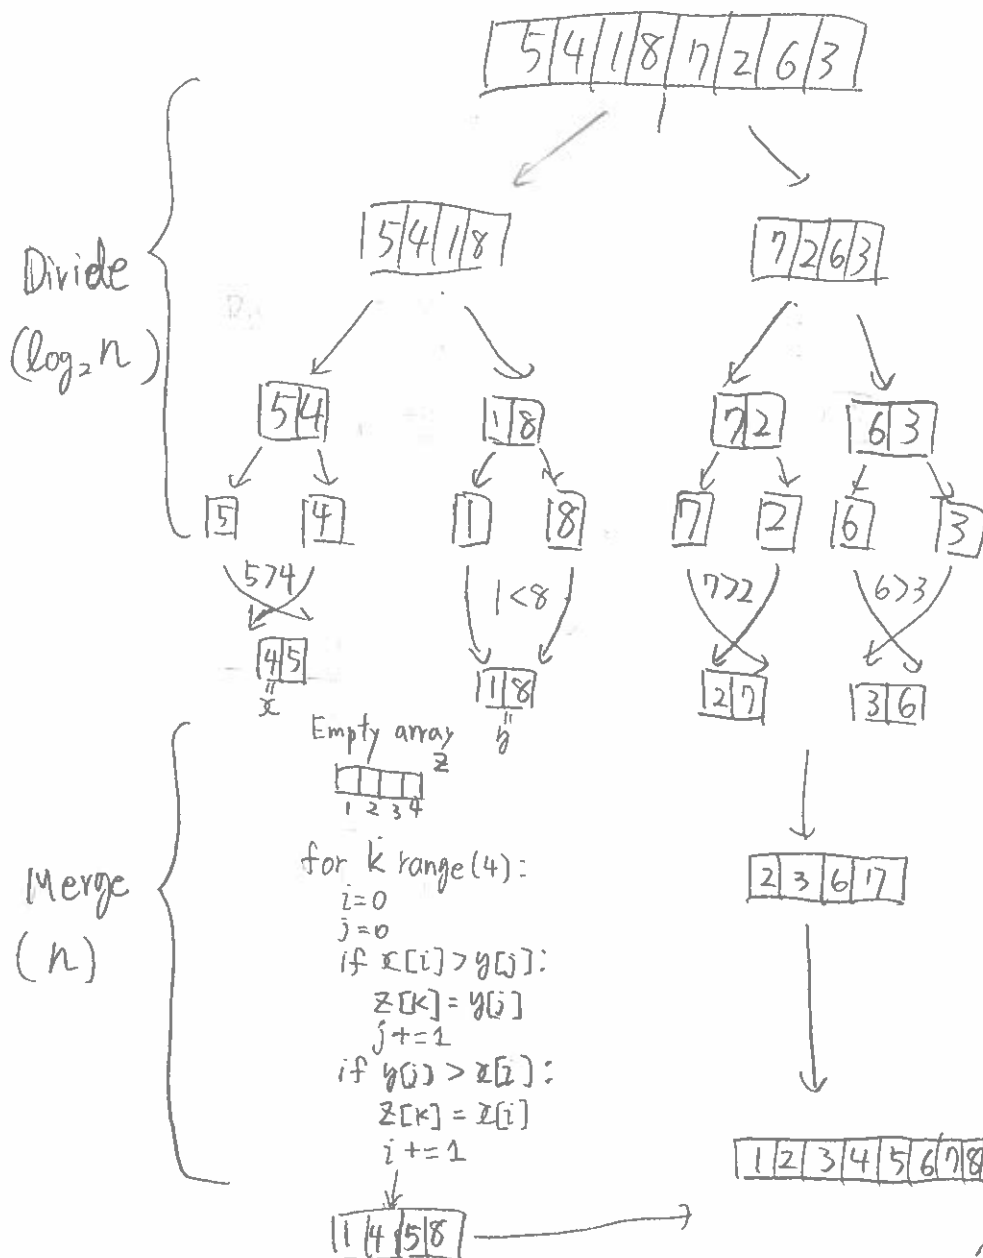 5 4 1 8 7 2 6 3
5 4 1 8
7 2 6 3
Divide
(log₂ n)
5 4
1 8
7 2
6 3
5
4
1
8
7
2
6
3
5>4
1<8
7>2
6>3
4 5
=
x
1 8
=
y
2 7
3 6
Empty array
z
1 2 3 4
Merge
(n)
for k range(4):
i=0
j=0
if x[i] > y[j]:
z[k] = y[j]
j += 1
if y[j] > x[i]:
z[k] = x[i]
i += 1
1 4 5 8
2 3 6 17
1 2 3 4 5 6 7 8